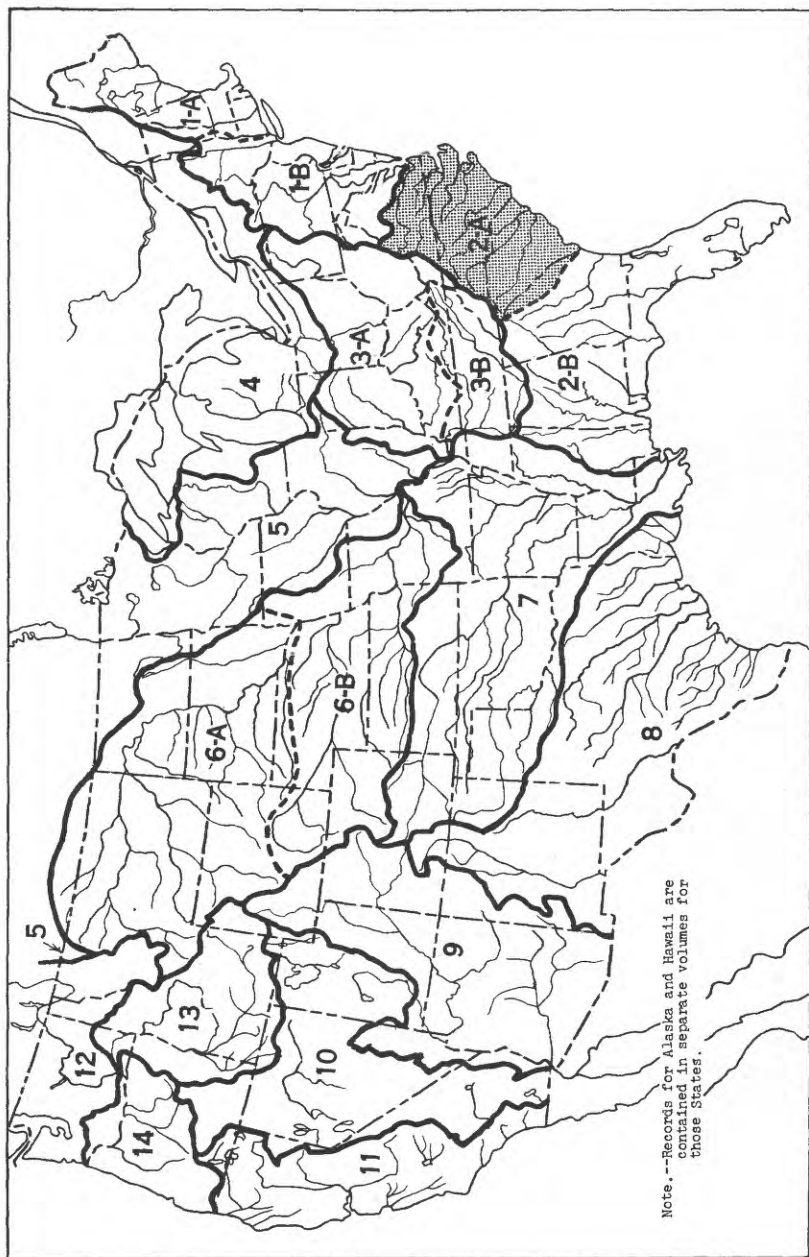 1-A
1-B
2-A
2-B
3-A
3-B
4
5
5
6-A
6-B
7
8
9
10
11
12
13
14
Note.--Records for Alaska and Hawaii are
contained in separate volumes for
those States.